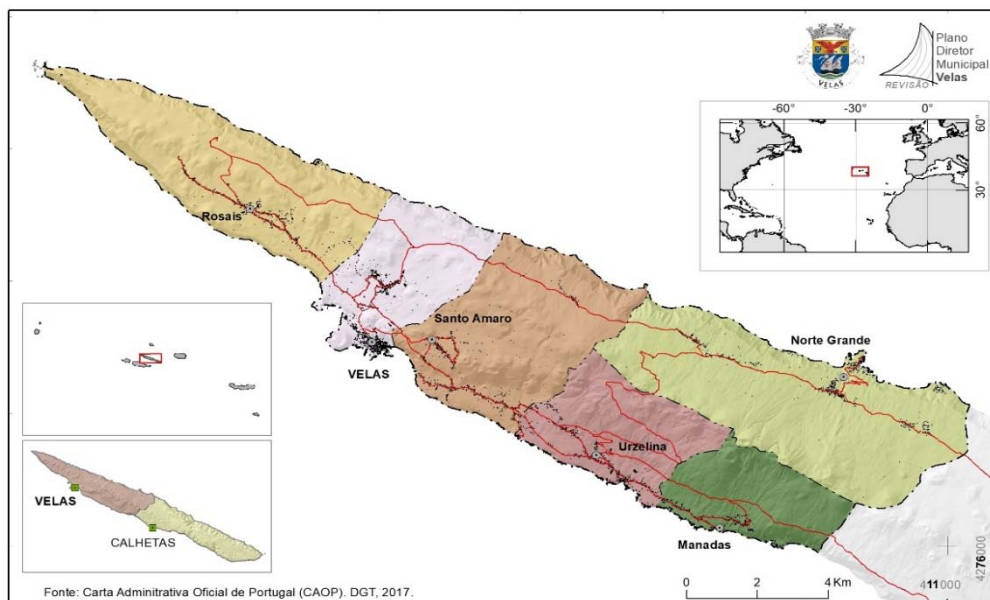 VELAS
REVISÃO
Plano
Diretor
Municipal
Velas
-60°
-30°
0°
60°
30°
Rosais
Santo Amaro
VELAS
Norte Grande
Urzelina
Manadas
VELAS
CALHETAS
0 2 4 Km
411000
4276000
Fonte: Carta Adminitrativa Oficial de Portugal (CAOP). DGT, 2017.